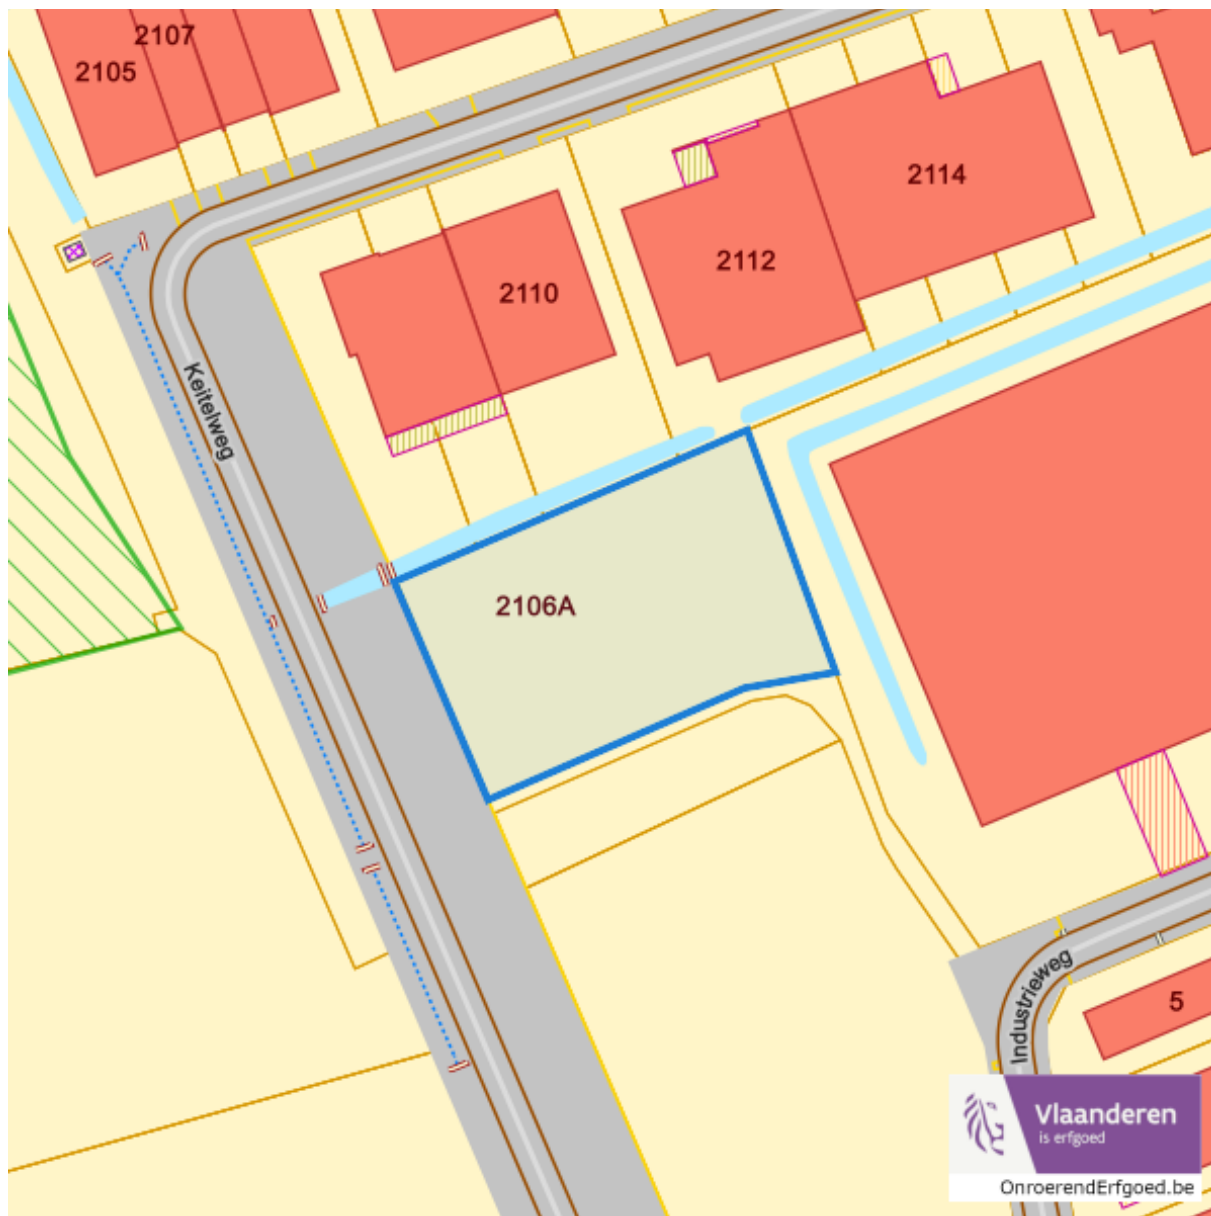 2107
2105
2114
2112
2110
Keitelweg
2106A
Industrieweg
5
Vlaanderen
is erfgoed
OnroerendErfgoed.be